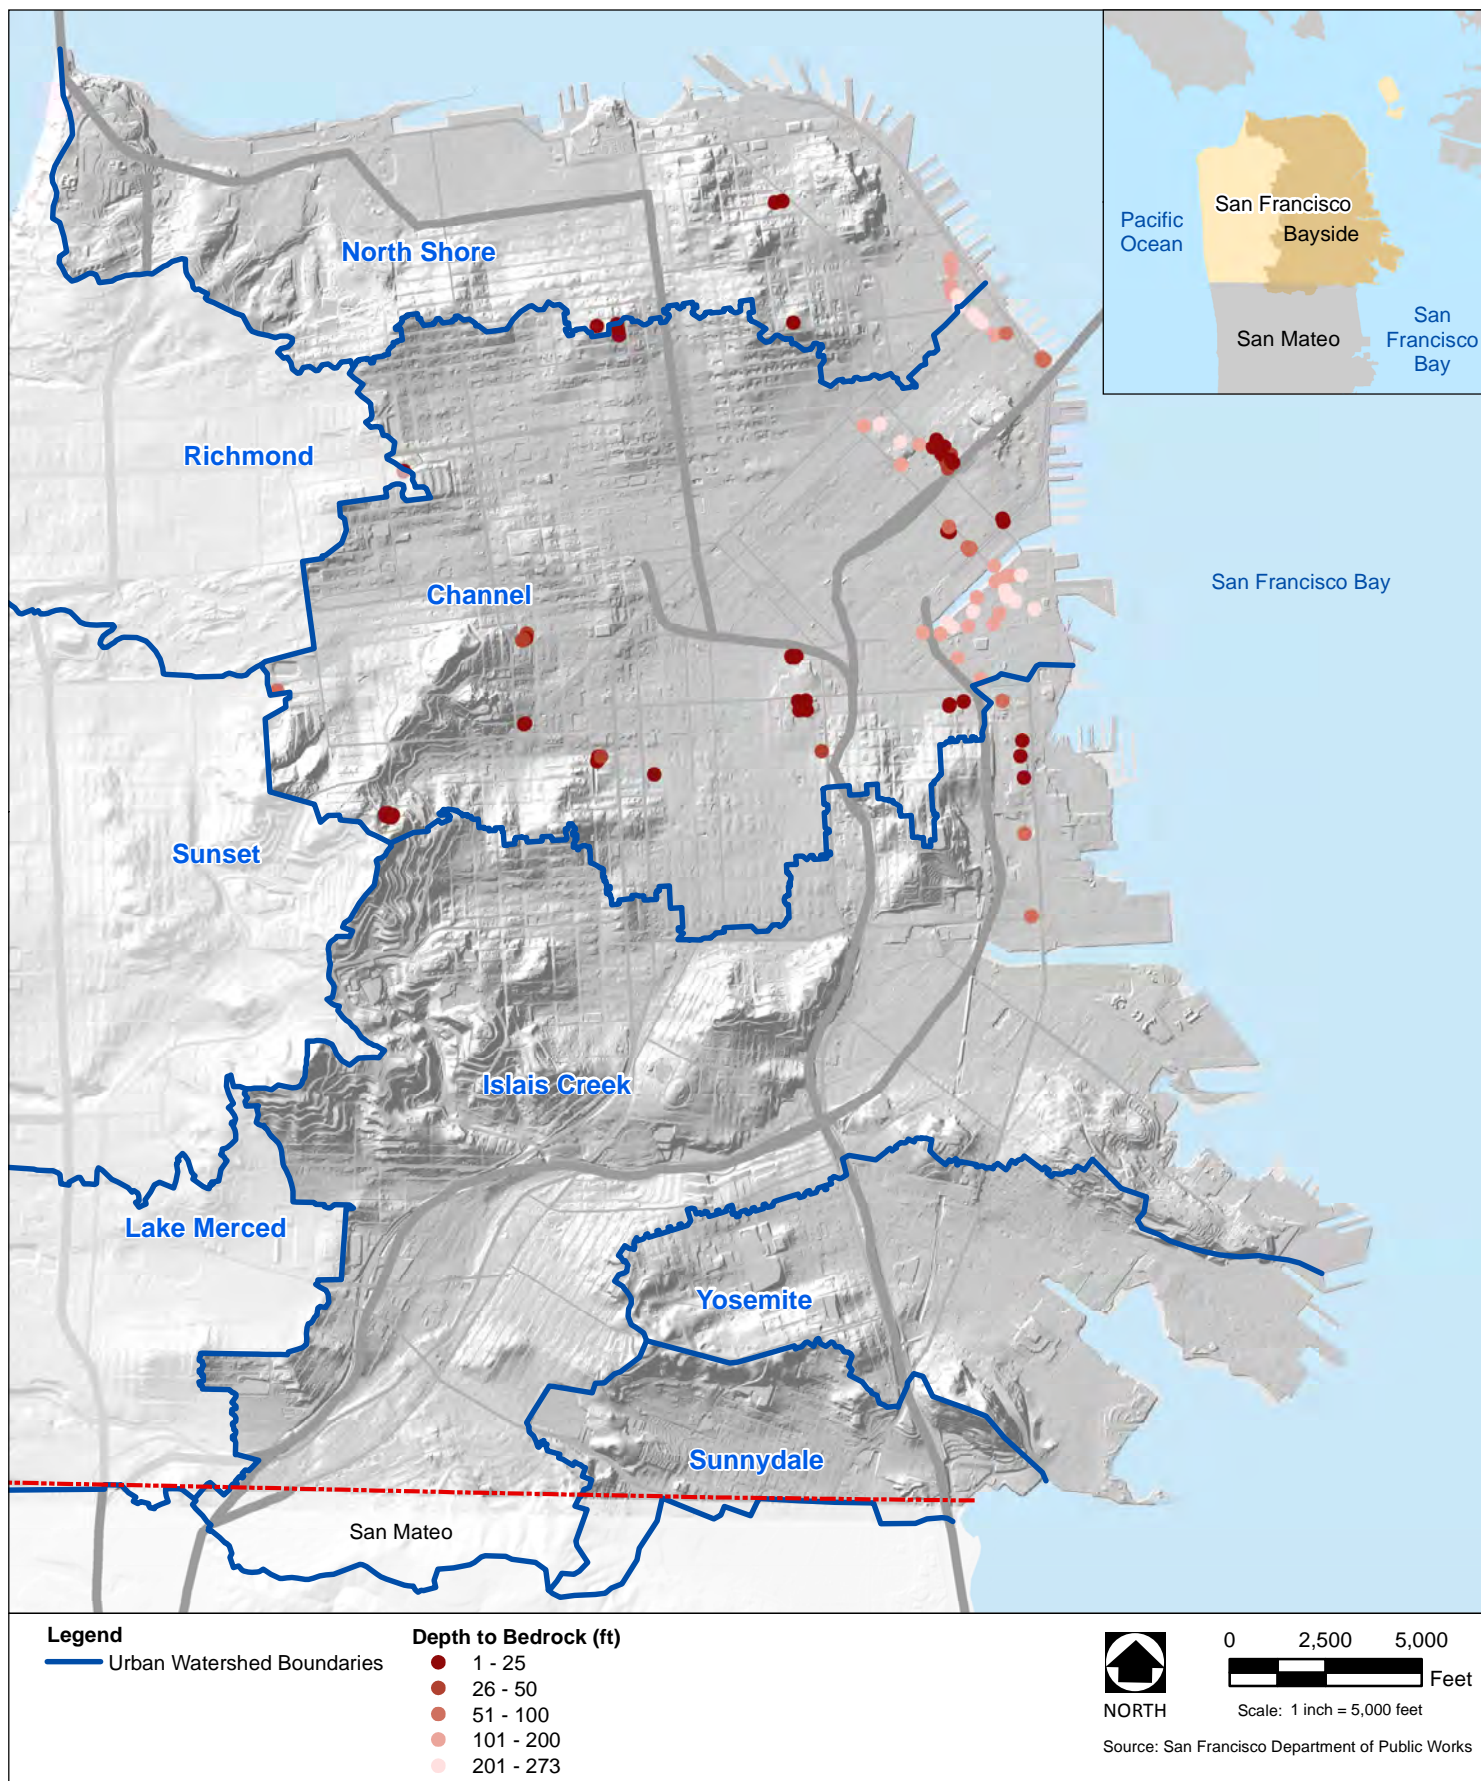 San Francisco
Bayside
Pacific
Ocean
San Mateo
San
Francisco
Bay
North Shore
Richmond
Channel
San Francisco Bay
Sunset
Islais Creek
Lake Merced
Yosemite
Sunnydale
San Mateo
Legend
Urban Watershed Boundaries
Depth to Bedrock (ft)
1 - 25
26 - 50
51 - 100
101 - 200
201 - 273
NORTH
0 2,500 5,000
Feet
Scale: 1 inch = 5,000 feet
Source: San Francisco Department of Public Works